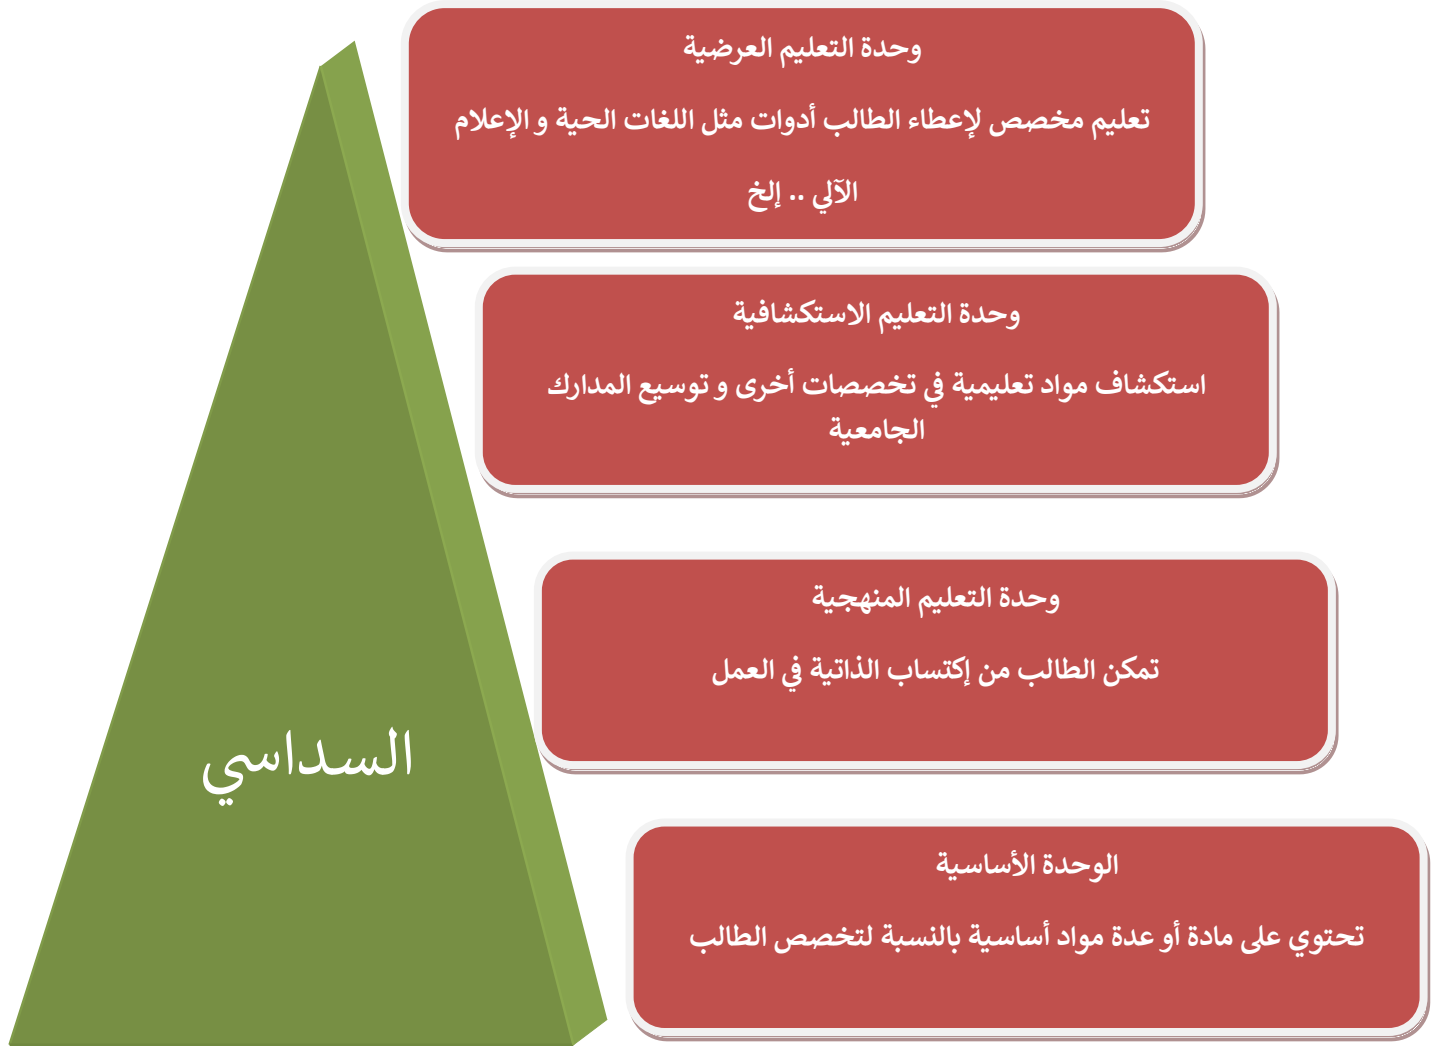 وحدة التعليم العرضية
تعليم مخصص لإعطاء الطالب أدوات مثل اللغات الحية و الإعلام
الآلي .. إلخ
وحدة التعليم الاستكشافية
استكشاف مواد تعليمية في تخصصات أخرى و توسيع المدارك
الجامعية
وحدة التعليم المنهجية
تمكن الطالب من إكتساب الذاتية في العمل
السداسي
الوحدة الأساسية
تحتوي على مادة أو عدة مواد أساسية بالنسبة لتخصص الطالب